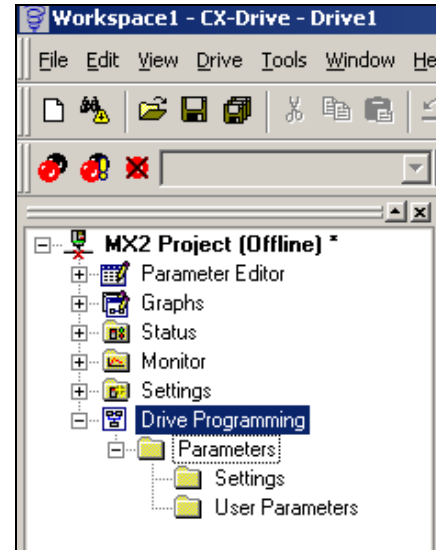 Workspace1 - CX-Drive - Drive1
File Edit View Drive Tools Window He
MX2 Project (Offline) *
Parameter Editor
Graphs
Status
Monitor
Settings
Drive Programming
Parameters
Settings
User Parameters